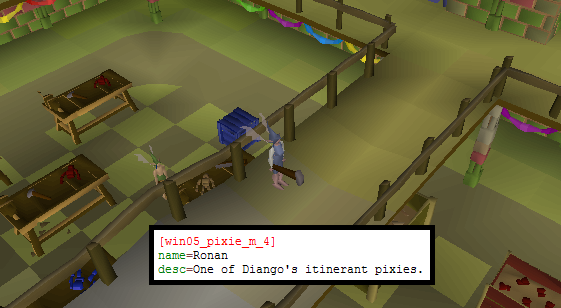 [win05_pixie_m_4]
name=Ronan
desc=One of Diango's itinerant pixies.